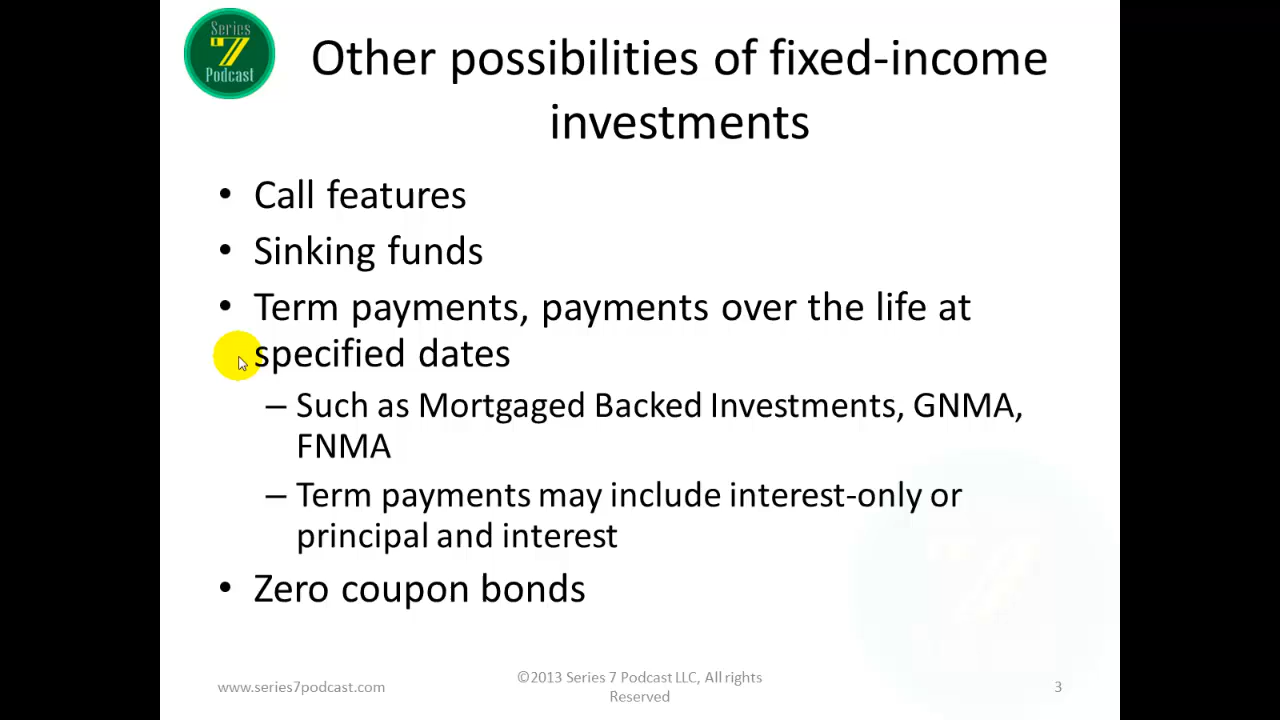 Series
7
Podcast
Other possibilities of fixed-income
investments
• Call features
• Sinking funds
• Term payments, payments over the life at
specified dates
– Such as Mortgaged Backed Investments, GNMA,
FNMA
– Term payments may include interest-only or
principal and interest
• Zero coupon bonds
www.series7podcast.com
©2013 Series 7 Podcast LLC, All rights
Reserved
3